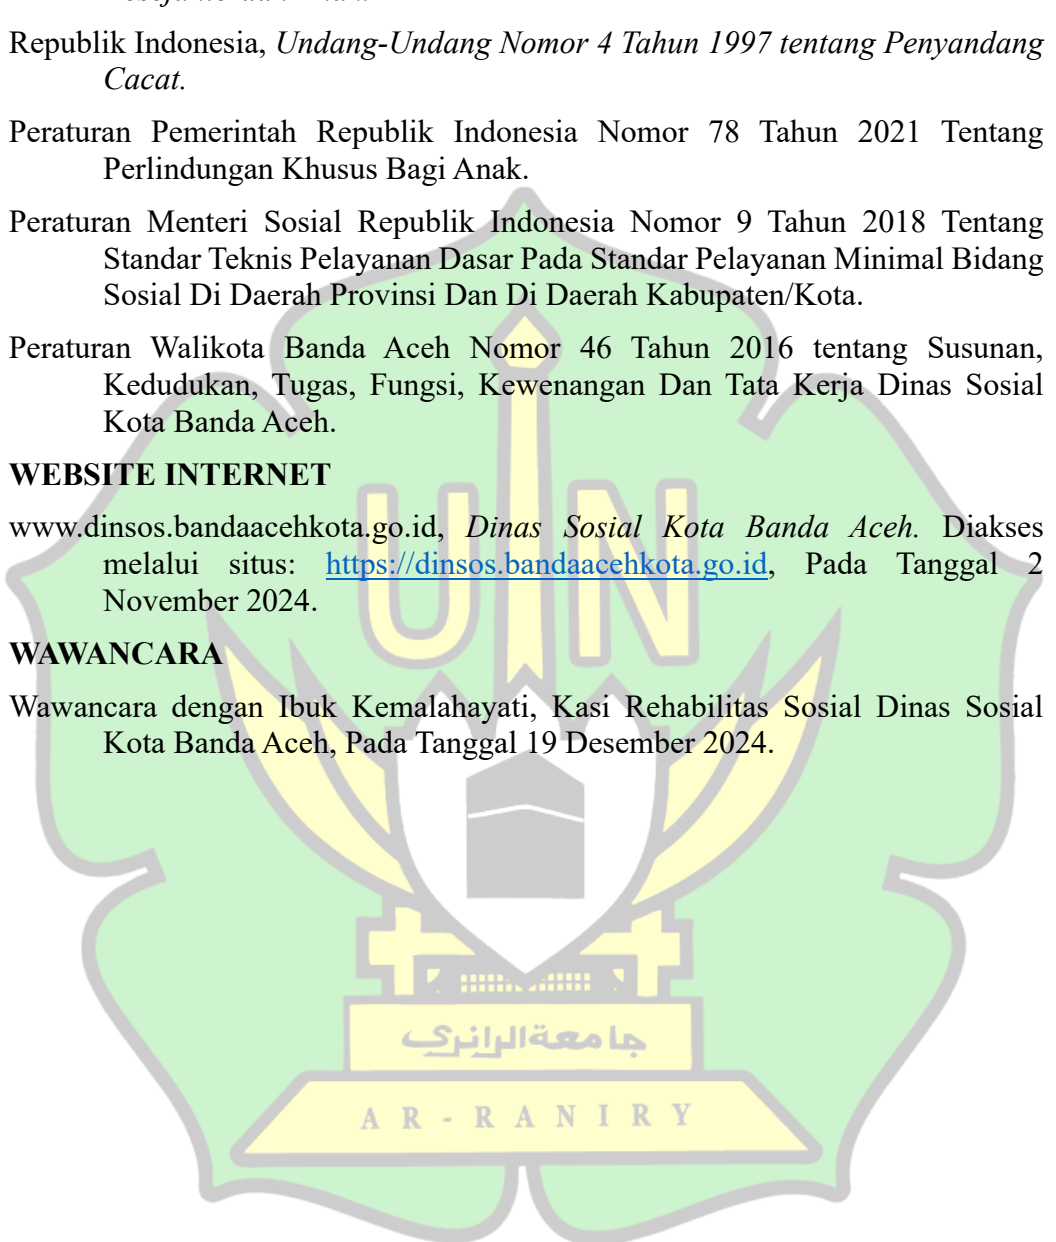 Republik Indonesia, Undang-Undang Nomor 4 Tahun 1997 tentang Penyandang
Cacat.
Peraturan Pemerintah Republik Indonesia Nomor 78 Tahun 2021 Tentang
Perlindungan Khusus Bagi Anak.
Peraturan Menteri Sosial Republik Indonesia Nomor 9 Tahun 2018 Tentang
Standar Teknis Pelayanan Dasar Pada Standar Pelayanan Minimal Bidang
Sosial Di Daerah Provinsi Dan Di Daerah Kabupaten/Kota.
Peraturan Walikota Banda Aceh Nomor 46 Tahun 2016 tentang Susunan,
Kedudukan, Tugas, Fungsi, Kewenangan Dan Tata Kerja Dinas Sosial
Kota Banda Aceh.
WEBSITE INTERNET
www.dinsos.bandaacehkota.go.id, Dinas Sosial Kota Banda Aceh. Diakses
melalui situs: https://dinsos.bandaacehkota.go.id, Pada Tanggal 2
November 2024.
WAWANCARA
Wawancara dengan Ibuk Kemalahayati, Kasi Rehabilitas Sosial Dinas Sosial
Kota Banda Aceh, Pada Tanggal 19 Desember 2024.
UIN
جامعةالرانري
AR-RANIRY